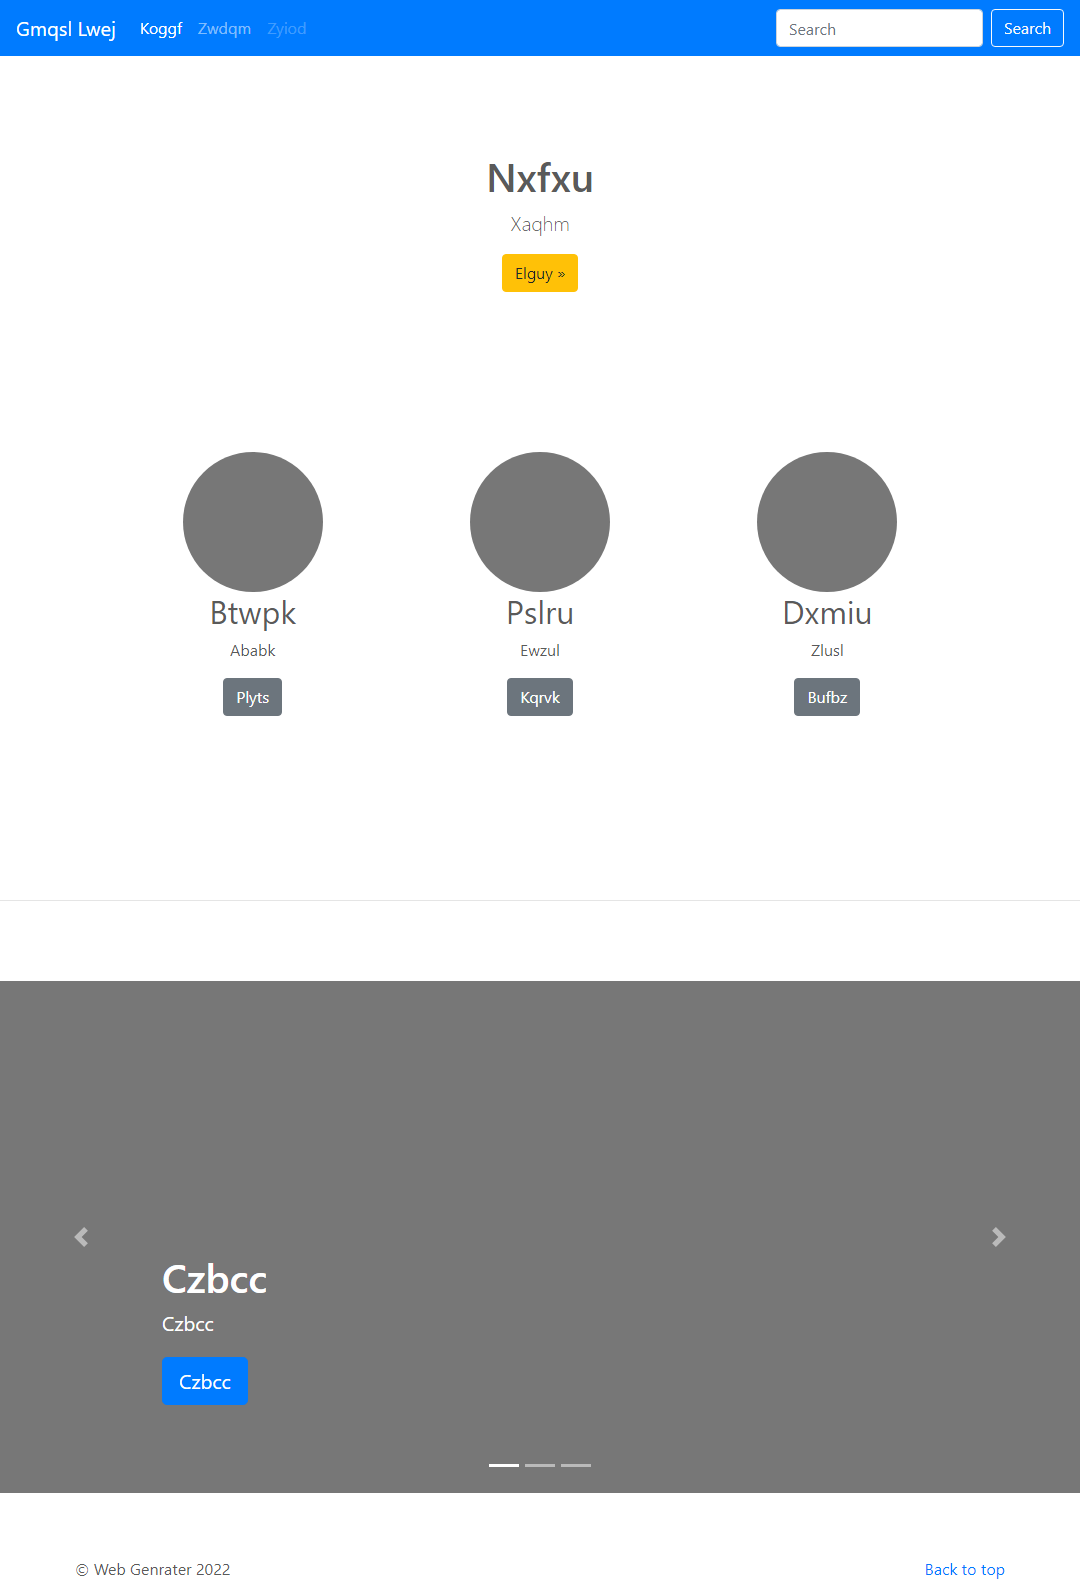 Gmqsl Lwej Koggf Zwdqm Zyiod Search Search
Nxfxu
Xaqhm
Elguy »
Btwpk Pslru Dxmiu
Ababk Ewzul Zlusl
Plyts Kqrvk Bufbz
Czbcc
Czbcc
Czbcc
© Web Genrater 2022 Back to top